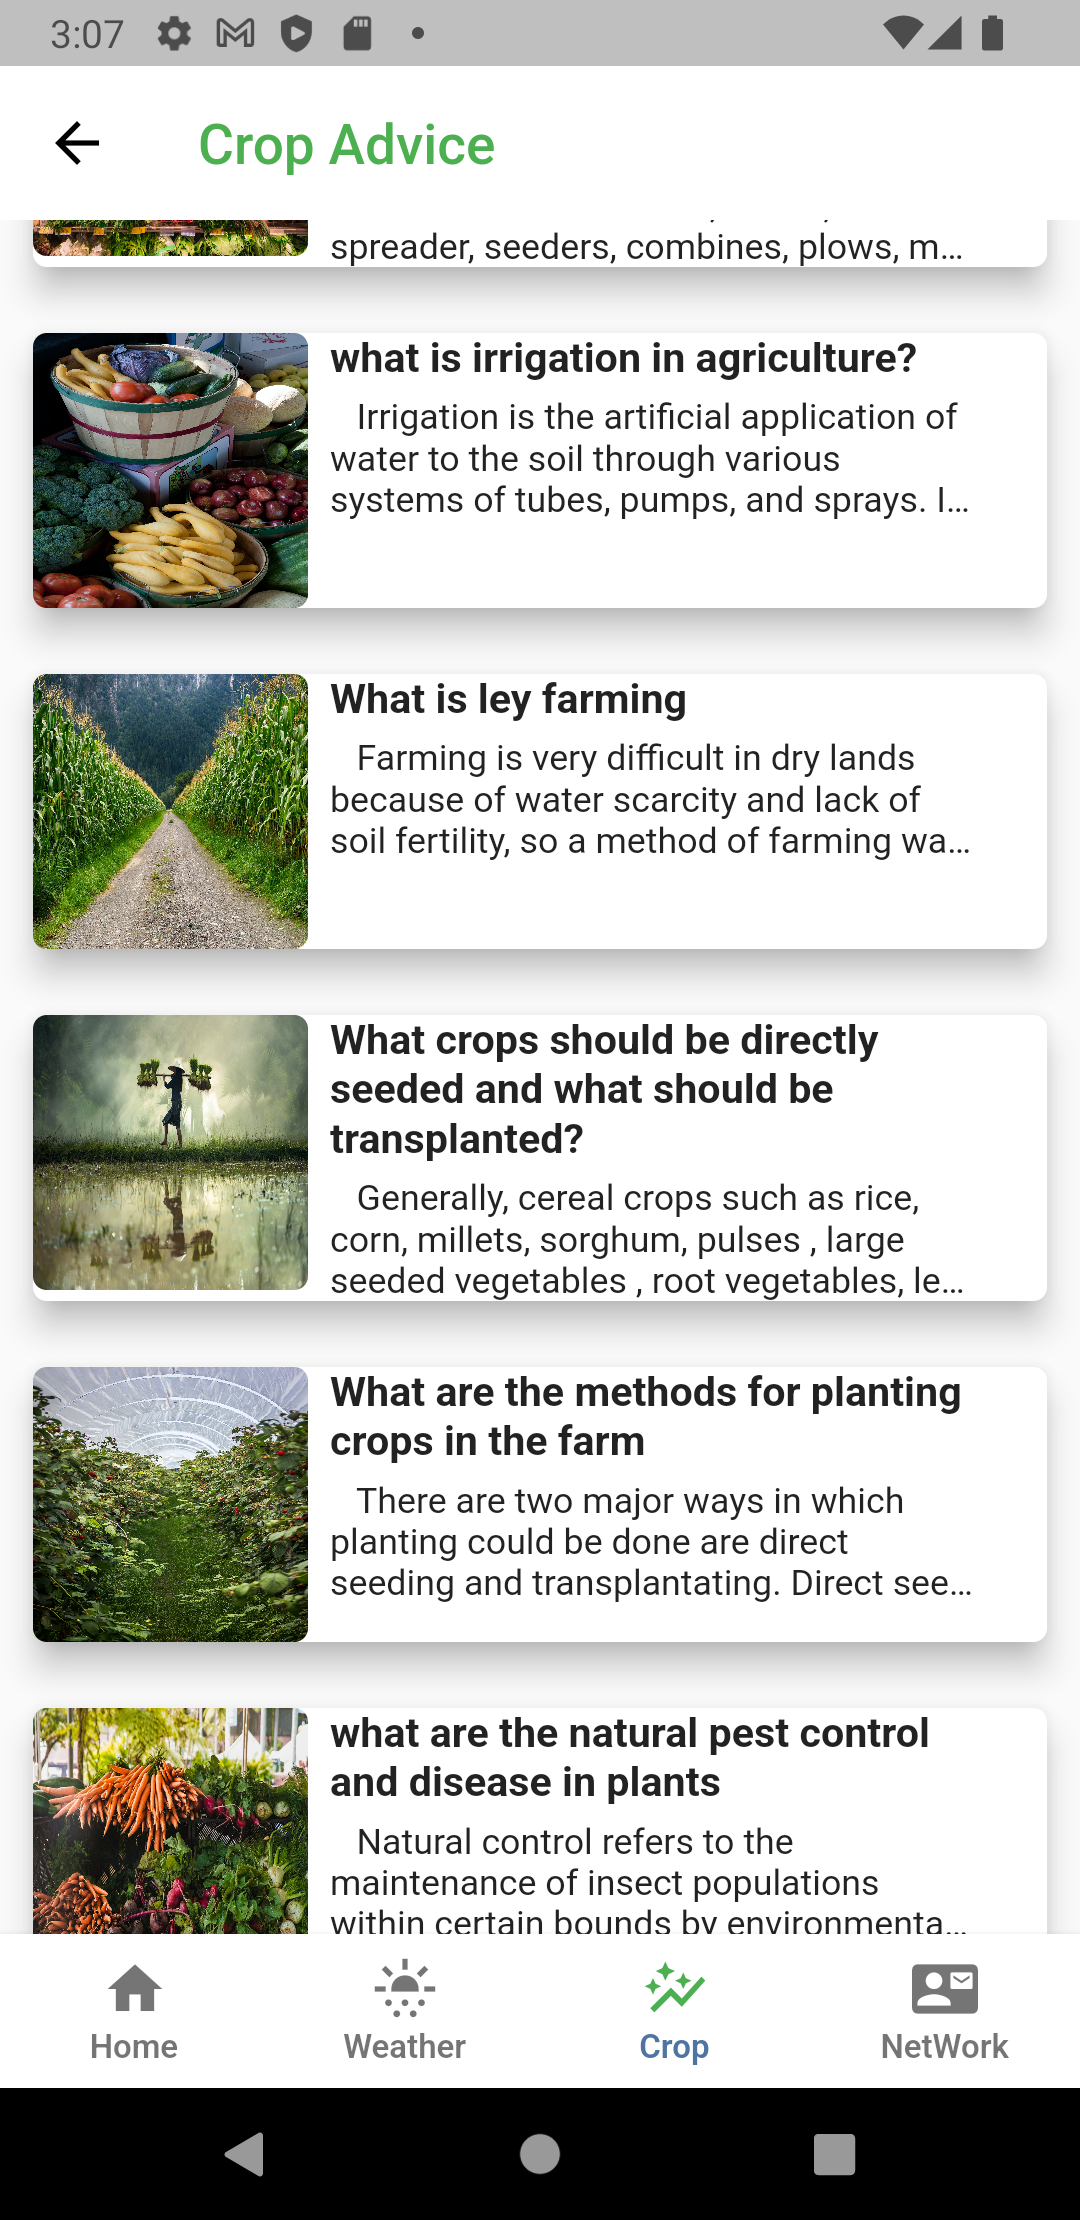 3:07
Crop Advice
spreader, seeders, combines, plows, m...
what is irrigation in agriculture?
Irrigation is the artificial application of
water to the soil through various
systems of tubes, pumps, and sprays. I...
What is ley farming
Farming is very difficult in dry lands
because of water scarcity and lack of
soil fertility, so a method of farming wa...
What crops should be directly
seeded and what should be
transplanted?
Generally, cereal crops such as rice,
corn, millets, sorghum, pulses , large
seeded vegetables , root vegetables, le...
What are the methods for planting
crops in the farm
There are two major ways in which
planting could be done are direct
seeding and transplantating. Direct see...
what are the natural pest control
and disease in plants
Natural control refers to the
maintenance of insect populations
within certain bounds by environmenta...
Home
Weather
Crop
NetWork